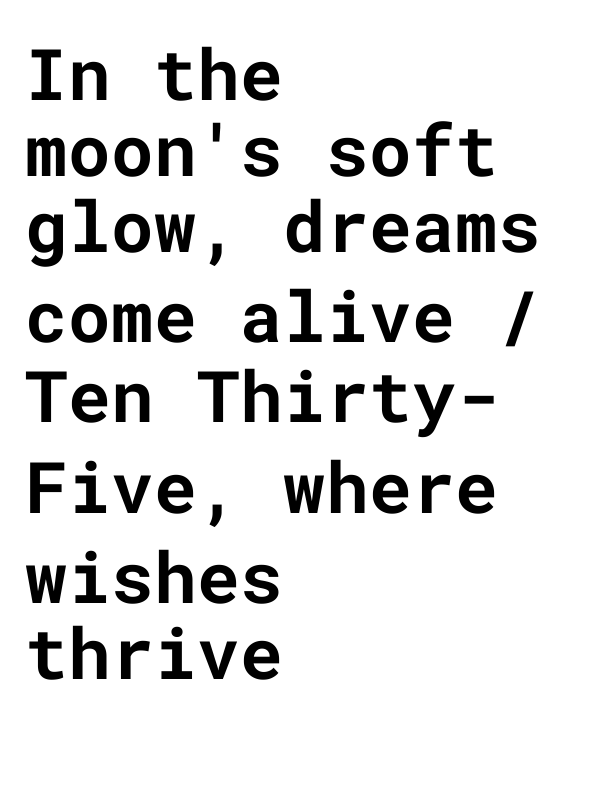 In the
moon's soft
glow, dreams
come alive /
Ten Thirty-
Five, where
wishes
thrive